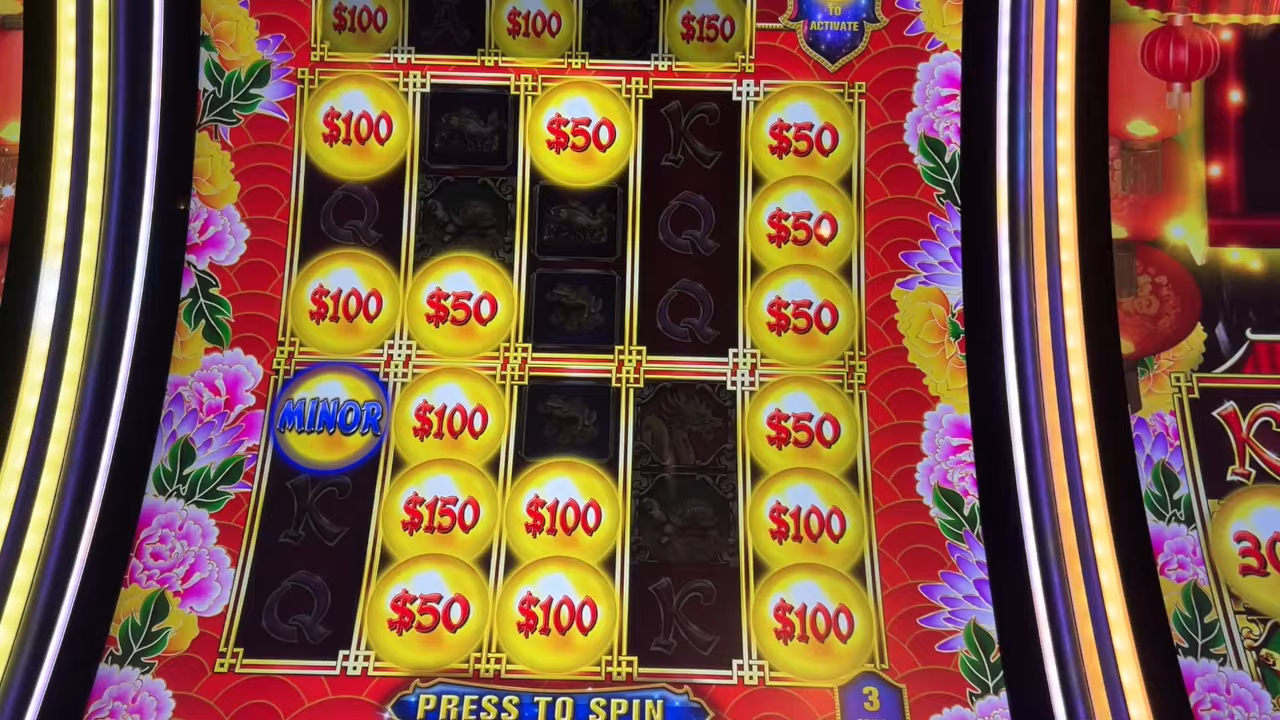 $100 $100 $150
TO
ACTIVATE
$100 $50 K $50
Q Q $50
$100 $50 Q $50
MINOR $100 $50
K $150 $100 $100
Q $50 $100 K $100
PRESS TO SPIN
3
K
30